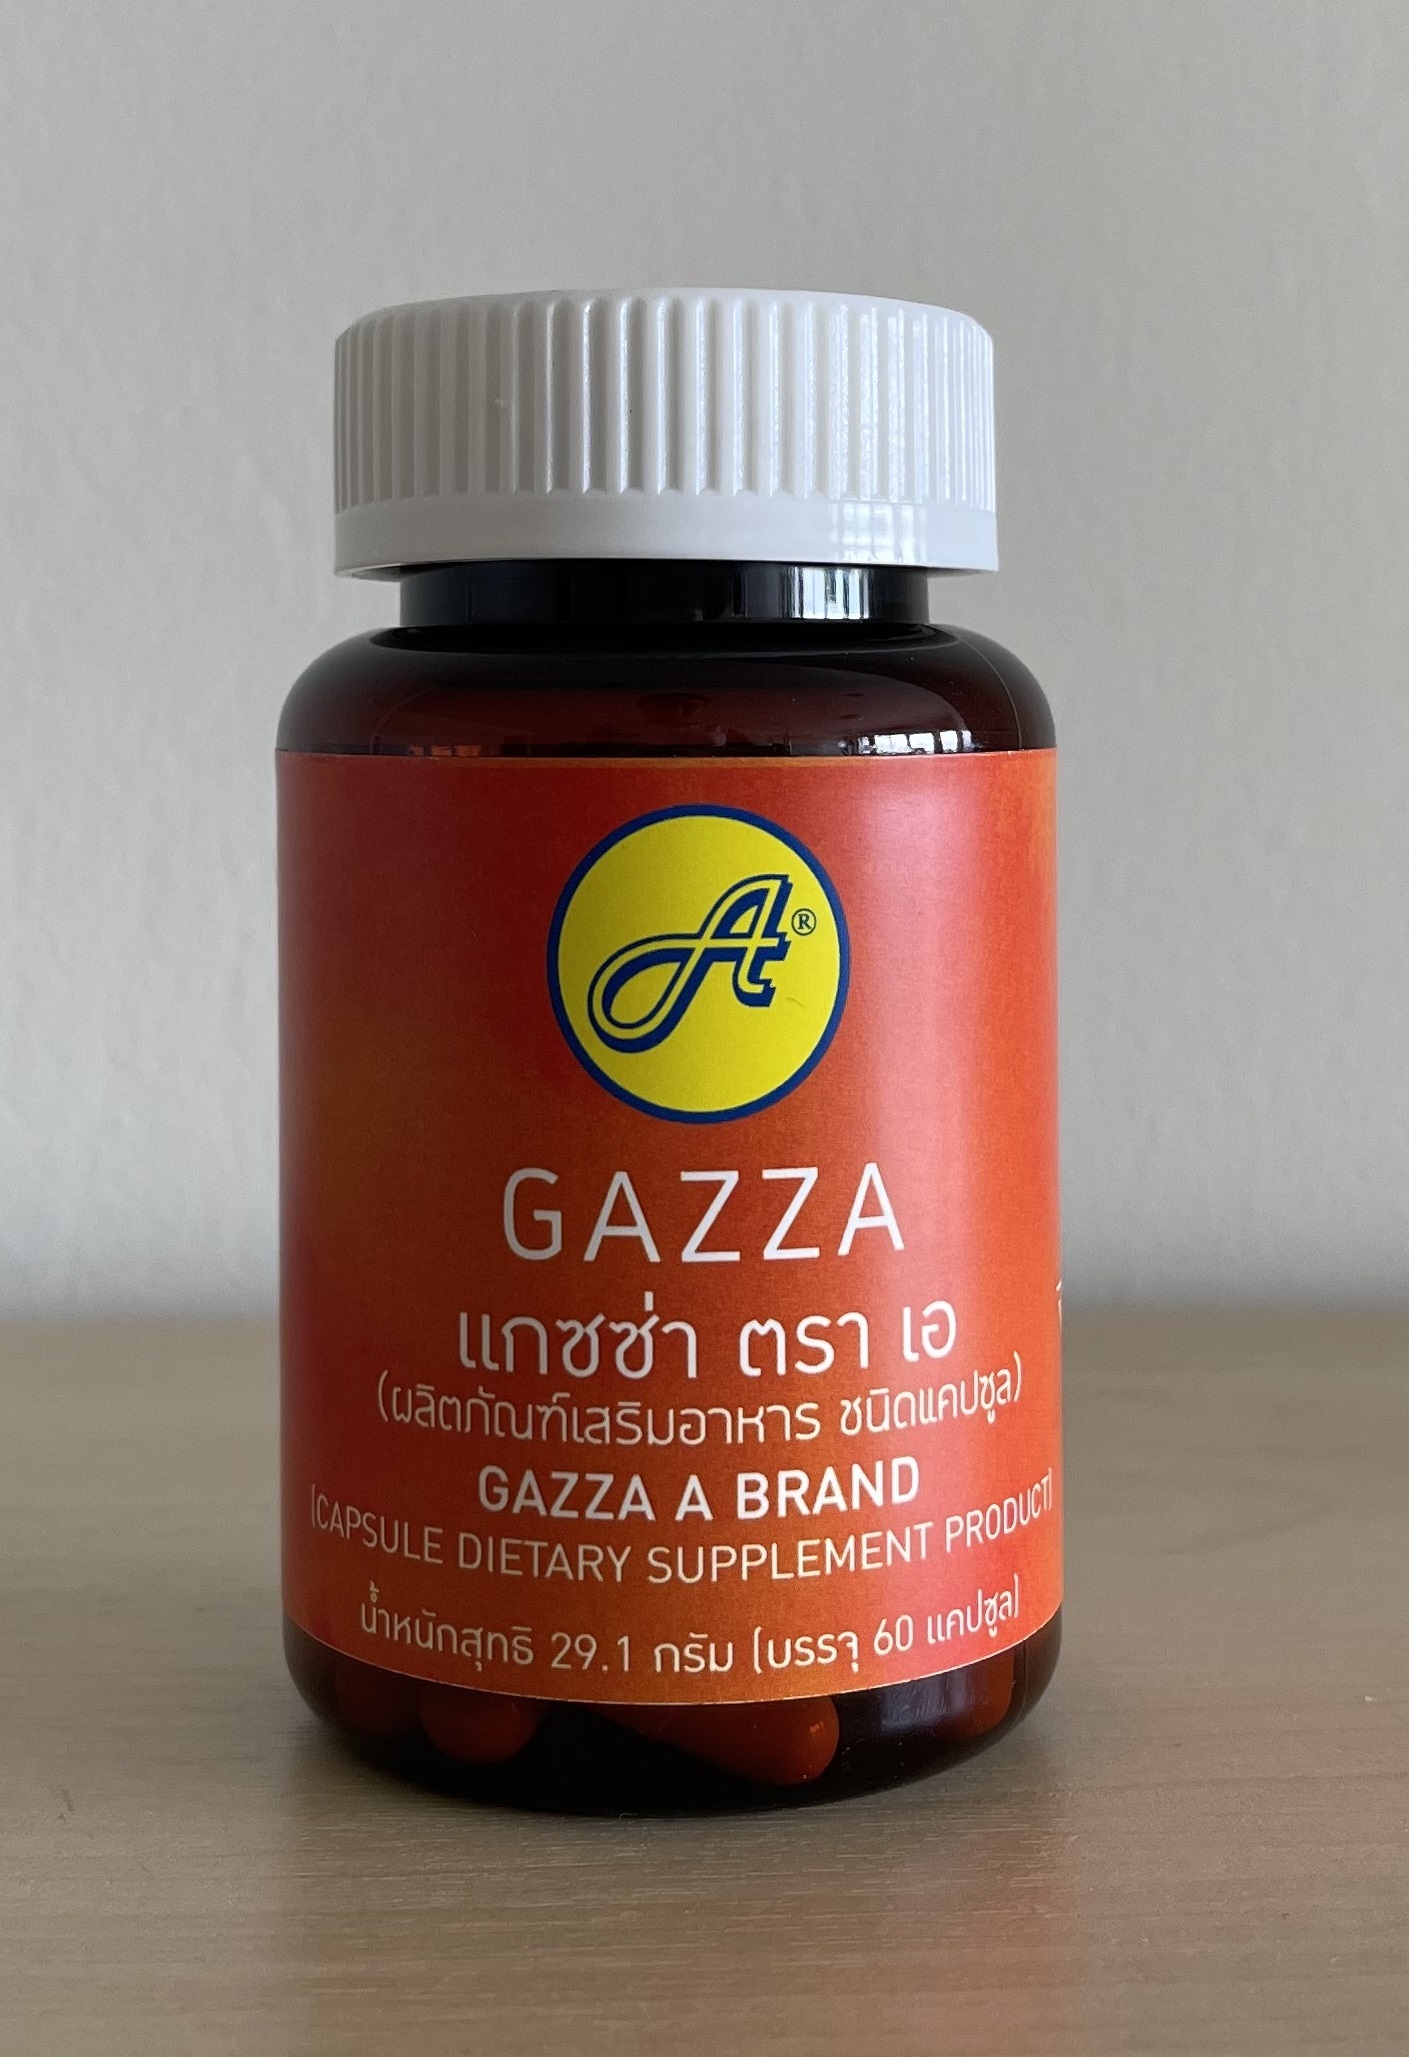 A®
GAZZA
แกซซ่า ตรา เอ
(ผลิตภัณฑ์เสริมอาหาร ชนิดแคปซูล)
GAZZA A BRAND
(CAPSULE DIETARY SUPPLEMENT PRODUCT)
น้ำหนักสุทธิ 29.1 กรัม (บรรจุ 60 แคปซูล)